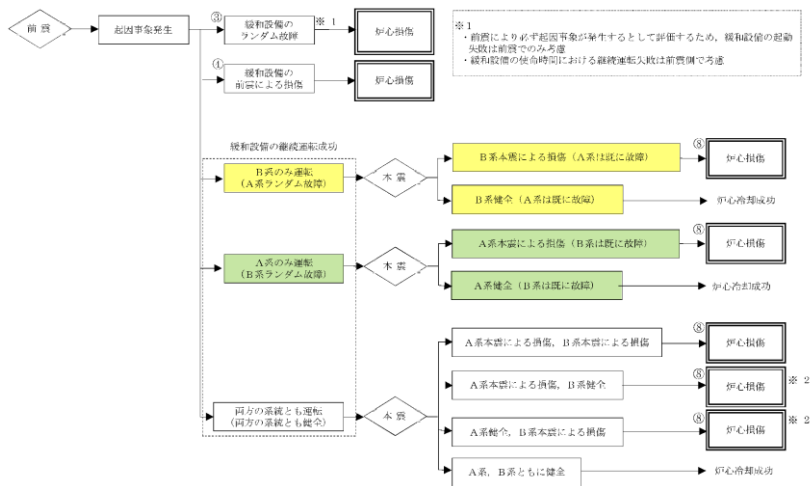 前震
起因事象発生
③
緩和設備の
ランダム故障
※1
炉心損傷
※1
・前震により必ず起因事象が発生するとして評価するため，緩和設備の起動
失敗は前震でのみ考慮
・緩和設備の使命時間における継続運転失敗は前震側で考慮
④
緩和設備の
前震による損傷
炉心損傷
緩和設備の継続運転成功
B系のみ運転
（A系ランダム故障）
本震
B系本震による損傷（A系は既に故障）
⑧
炉心損傷
B系健全（A系は既に故障）
炉心冷却成功
A系のみ運転
（B系ランダム故障）
本震
A系本震による損傷（B系は既に故障）
⑧
炉心損傷
A系健全（B系は既に故障）
炉心冷却成功
両方の系統とも運転
（両方の系統とも健全）
本震
A系本震による損傷，B系本震による損傷
⑧
炉心損傷
A系本震による損傷，B系健全
⑧
炉心損傷
※2
A系健全，B系本震による損傷
⑧
炉心損傷
※2
A系，B系ともに健全
炉心冷却成功